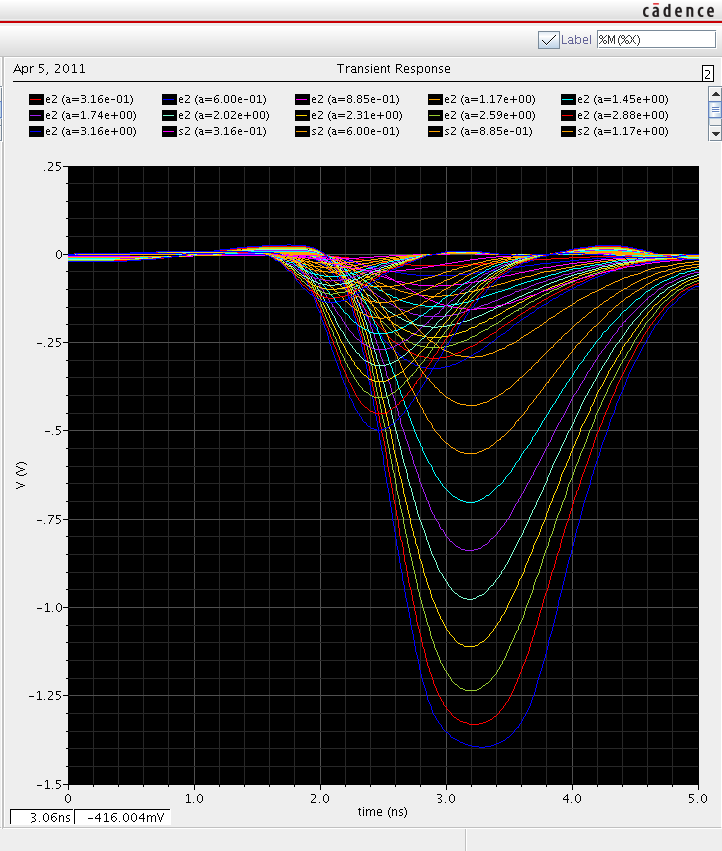 cādence
Label %M(%X)
Apr 5, 2011 Transient Response 2
e2 (a=3.16e-01) e2 (a=6.00e-01) e2 (a=8.85e-01) e2 (a=1.17e+00) e2 (a=1.45e+00)
e2 (a=1.74e+00) e2 (a=2.02e+00) e2 (a=2.31e+00) e2 (a=2.59e+00) e2 (a=2.88e+00)
e2 (a=3.16e+00) s2 (a=3.16e-01) s2 (a=6.00e-01) s2 (a=8.85e-01) s2 (a=1.17e+00)
.25
0
-.25
-.5
V (V)
-.75
-1.0
-1.25
-1.5
0 1.0 2.0 3.0 4.0 5.0
time (ns)
3.06ns -416.004mV